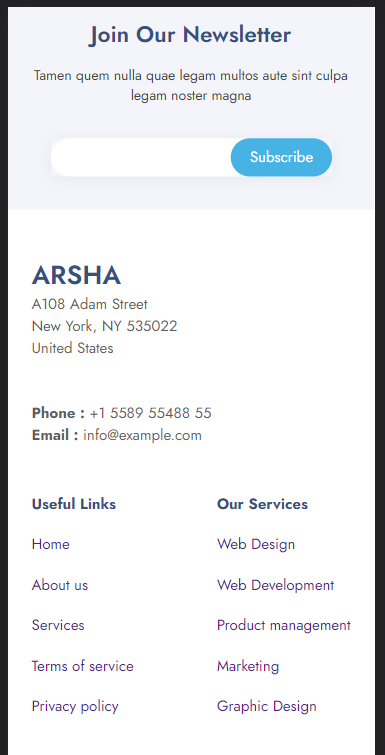 Join Our Newsletter
Tamen quem nulla quae legam multos aute sint culpa
legam noster magna
Subscribe
ARSHA
A108 Adam Street
New York, NY 535022
United States
Phone : +1 5589 55488 55
Email : info@example.com
Useful Links
Home
About us
Services
Terms of service
Privacy policy
Our Services
Web Design
Web Development
Product management
Marketing
Graphic Design